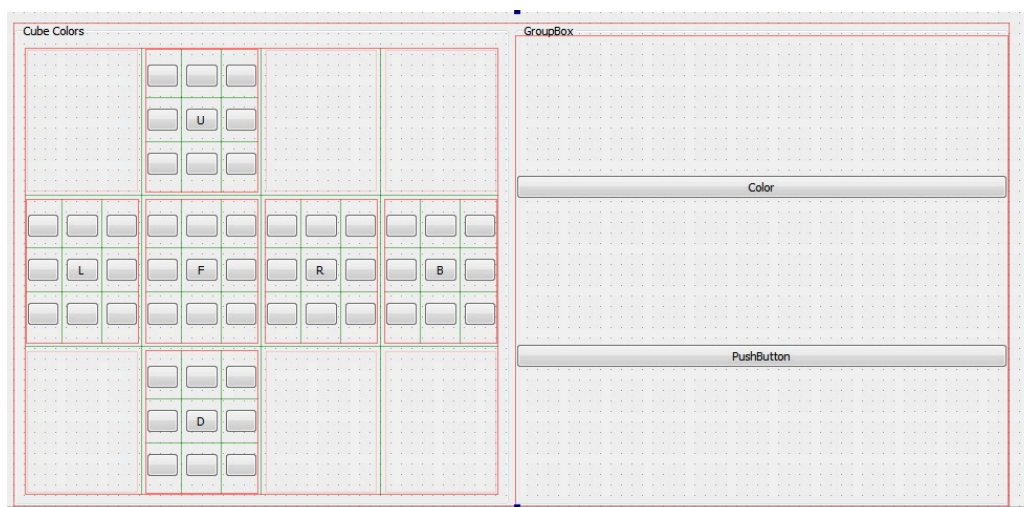 Cube Colors
GroupBox
U
Color
L F R B
PushButton
D